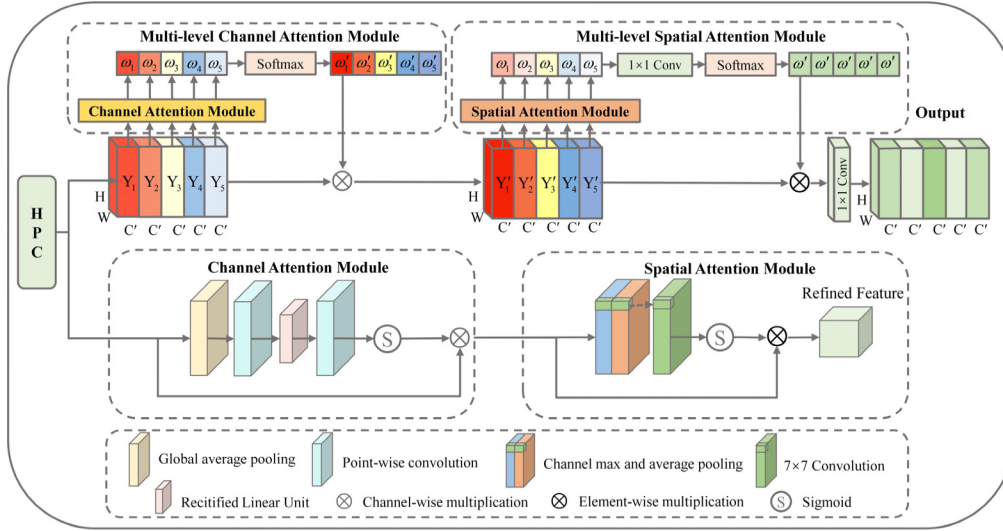 Multi-level Channel Attention Module
ω₁ ω₂ ω₃ ω₄ ω₅ Softmax ω′₁ ω′₂ ω′₃ ω′₄ ω′₅
Channel Attention Module
Y₁ Y₂ Y₃ Y₄ Y₅
H
W
C′ C′ C′ C′ C′
Multi-level Spatial Attention Module
ω₁ ω₂ ω₃ ω₄ ω₅ 1×1 Conv Softmax ω′ ω′ ω′ ω′ ω′
Spatial Attention Module
Y′₁ Y′₂ Y′₃ Y′₄ Y′₅
H
W
C′ C′ C′ C′ C′
1×1 Conv
Output
H
W
C′ C′ C′ C′ C′
H
P
C
Channel Attention Module
S
Spatial Attention Module
S
Refined Feature
Global average pooling
Point-wise convolution
Channel max and average pooling
7×7 Convolution
Recitified Linear Unit
Channel-wise multiplication
Element-wise multiplication
S Sigmoid